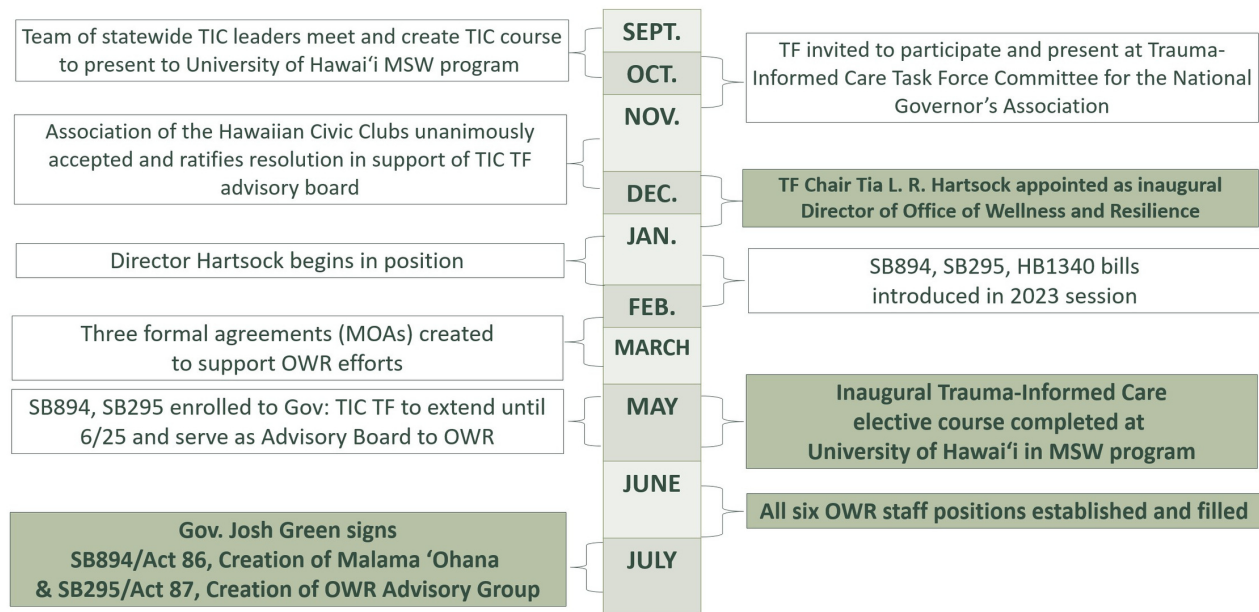 SEPT.
Team of statewide TIC leaders meet and create TIC course
to present to University of Hawai‘i MSW program
OCT.
TF invited to participate and present at Trauma-
Informed Care Task Force Committee for the National
Governor’s Association
NOV.
Association of the Hawaiian Civic Clubs unanimously
accepted and ratifies resolution in support of TIC TF
advisory board
DEC.
TF Chair Tia L. R. Hartsock appointed as inaugural
Director of Office of Wellness and Resilience
JAN.
Director Hartsock begins in position
SB894, SB295, HB1340 bills
introduced in 2023 session
FEB.
Three formal agreements (MOAs) created
to support OWR efforts
MARCH
MAY
SB894, SB295 enrolled to Gov: TIC TF to extend until
6/25 and serve as Advisory Board to OWR
Inaugural Trauma-Informed Care
elective course completed at
University of Hawai‘i in MSW program
JUNE
All six OWR staff positions established and filled
Gov. Josh Green signs
SB894/Act 86, Creation of Malama ‘Ohana
& SB295/Act 87, Creation of OWR Advisory Group
JULY